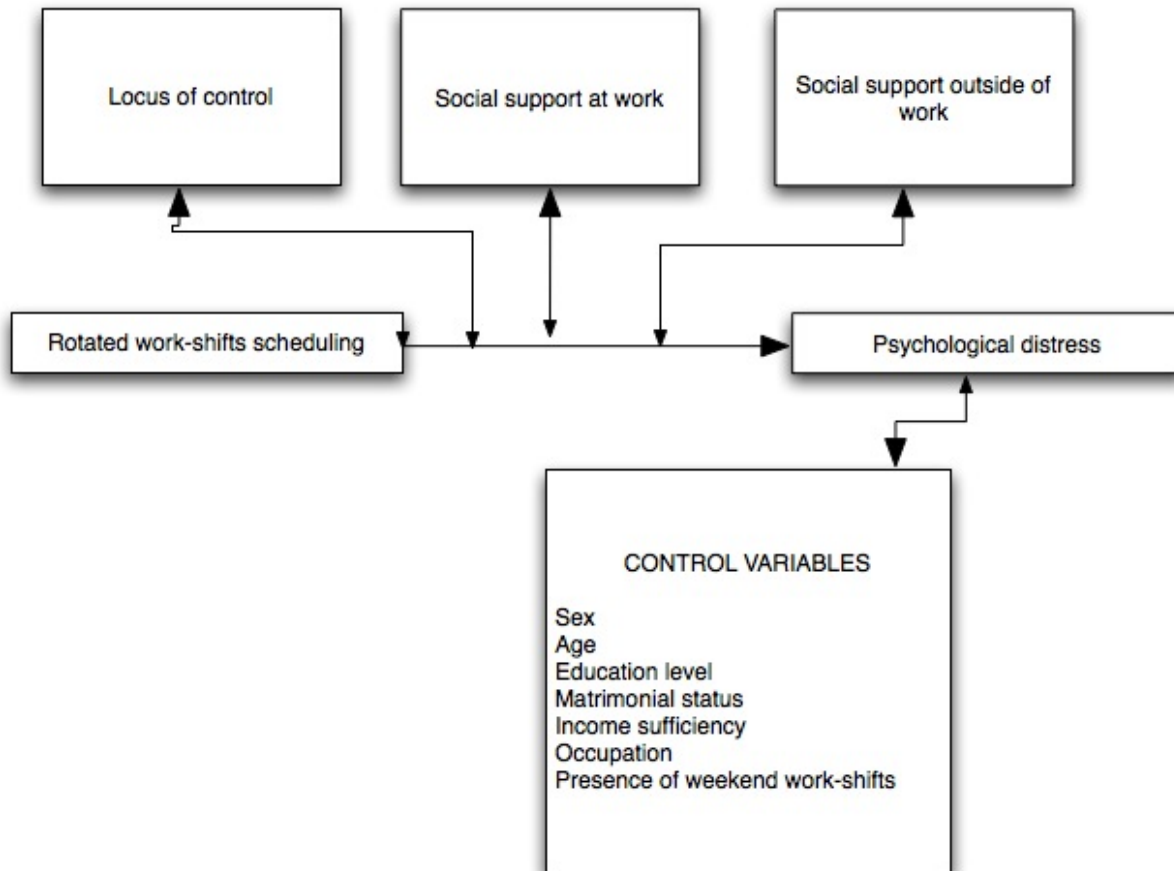 Locus of control
Social support at work
Social support outside of
work
Rotated work-shifts scheduling
Psychological distress
CONTROL VARIABLES
Sex
Age
Education level
Matrimonial status
Income sufficiency
Occupation
Presence of weekend work-shifts